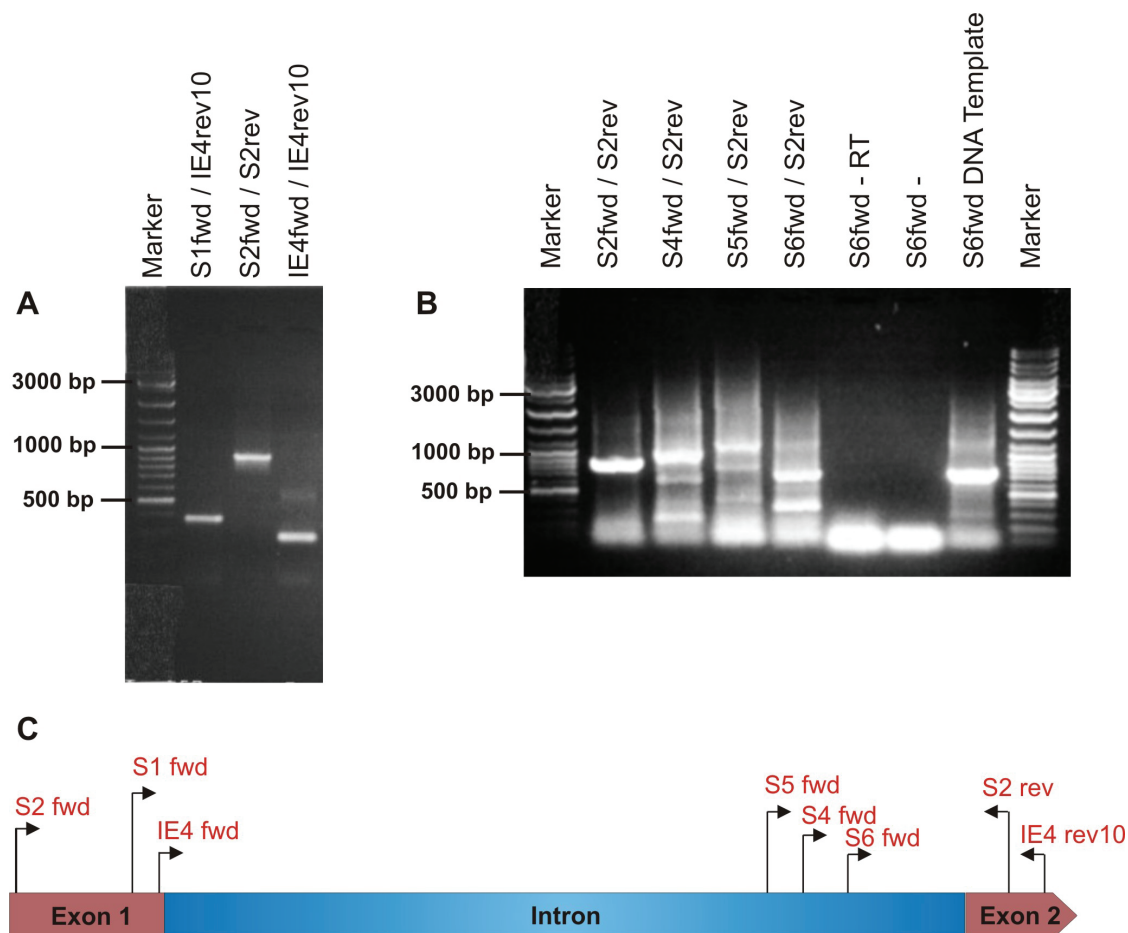 A
Marker
S1fwd / IE4rev10
S2fwd / S2rev
IE4fwd / IE4rev10
3000 bp
1000 bp
500 bp
B
Marker
S2fwd / S2rev
S4fwd / S2rev
S5fwd / S2rev
S6fwd / S2rev
S6fwd - RT
S6fwd -
S6fwd DNA Template
Marker
3000 bp
1000 bp
500 bp
C
S2 fwd
S1 fwd
IE4 fwd
S5 fwd
S4 fwd
S6 fwd
S2 rev
IE4 rev10
Exon 1
Intron
Exon 2